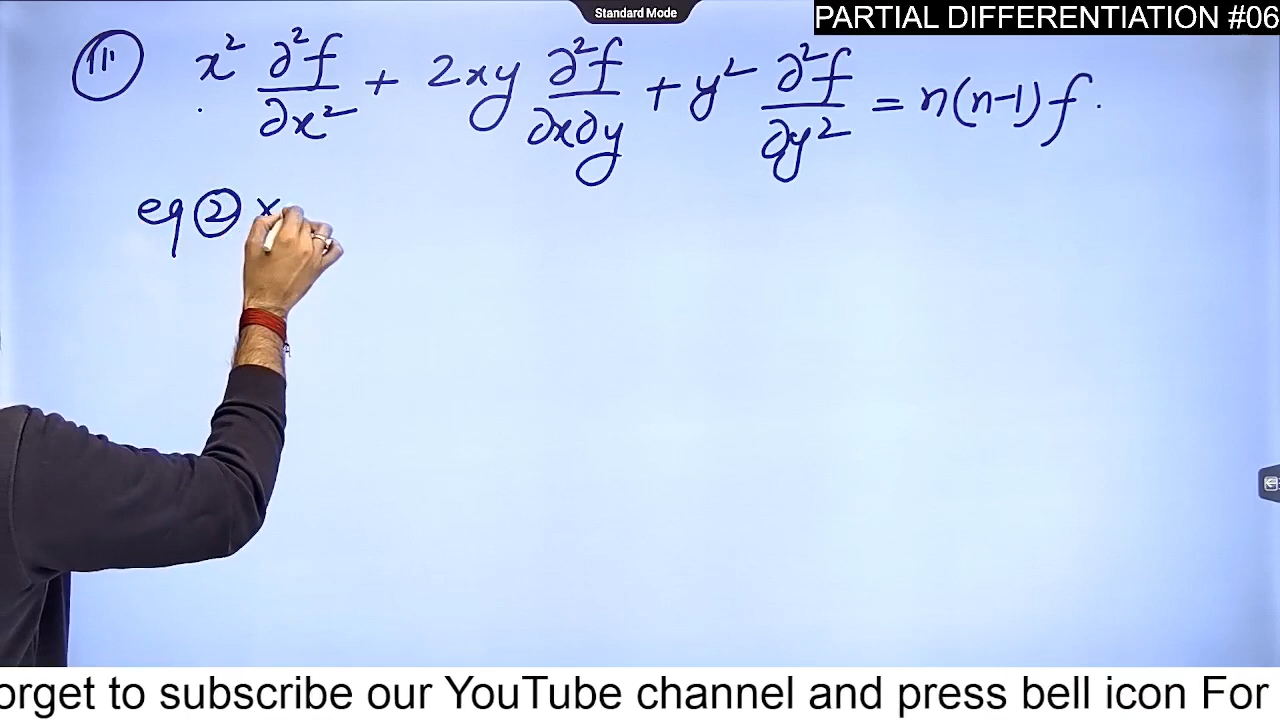 Standard Mode
PARTIAL DIFFERENTIATION #06
III x² ∂²f/∂x² + 2xy ∂²f/∂x∂y + y² ∂²f/∂y² = n(n-1) f.
eq ② ×
orget to subscribe our YouTube channel and press bell icon For